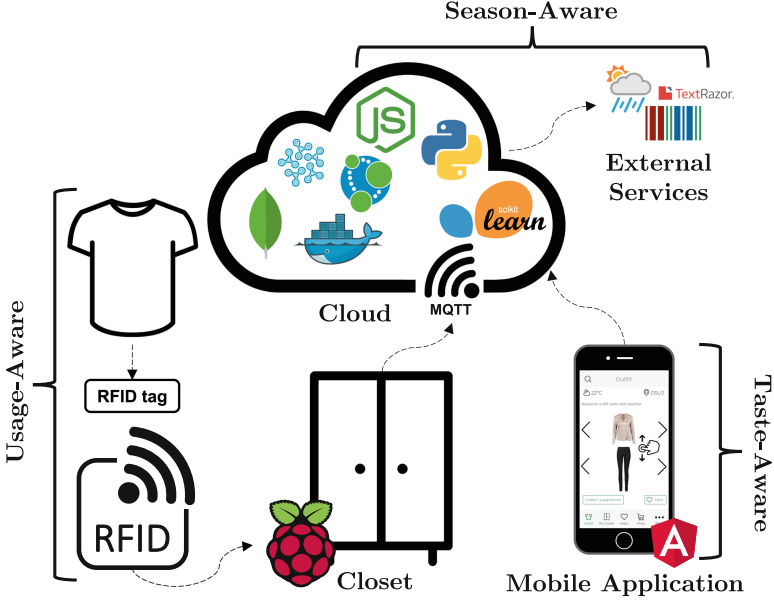 Season-Aware
JS
TextRazor.
External
Services
scikit
learn
MQTT
Cloud
Usage-Aware
RFID tag
RFID
Closet
Outfit
22°C
OSLO
Taste-Aware
Mobile Application
A